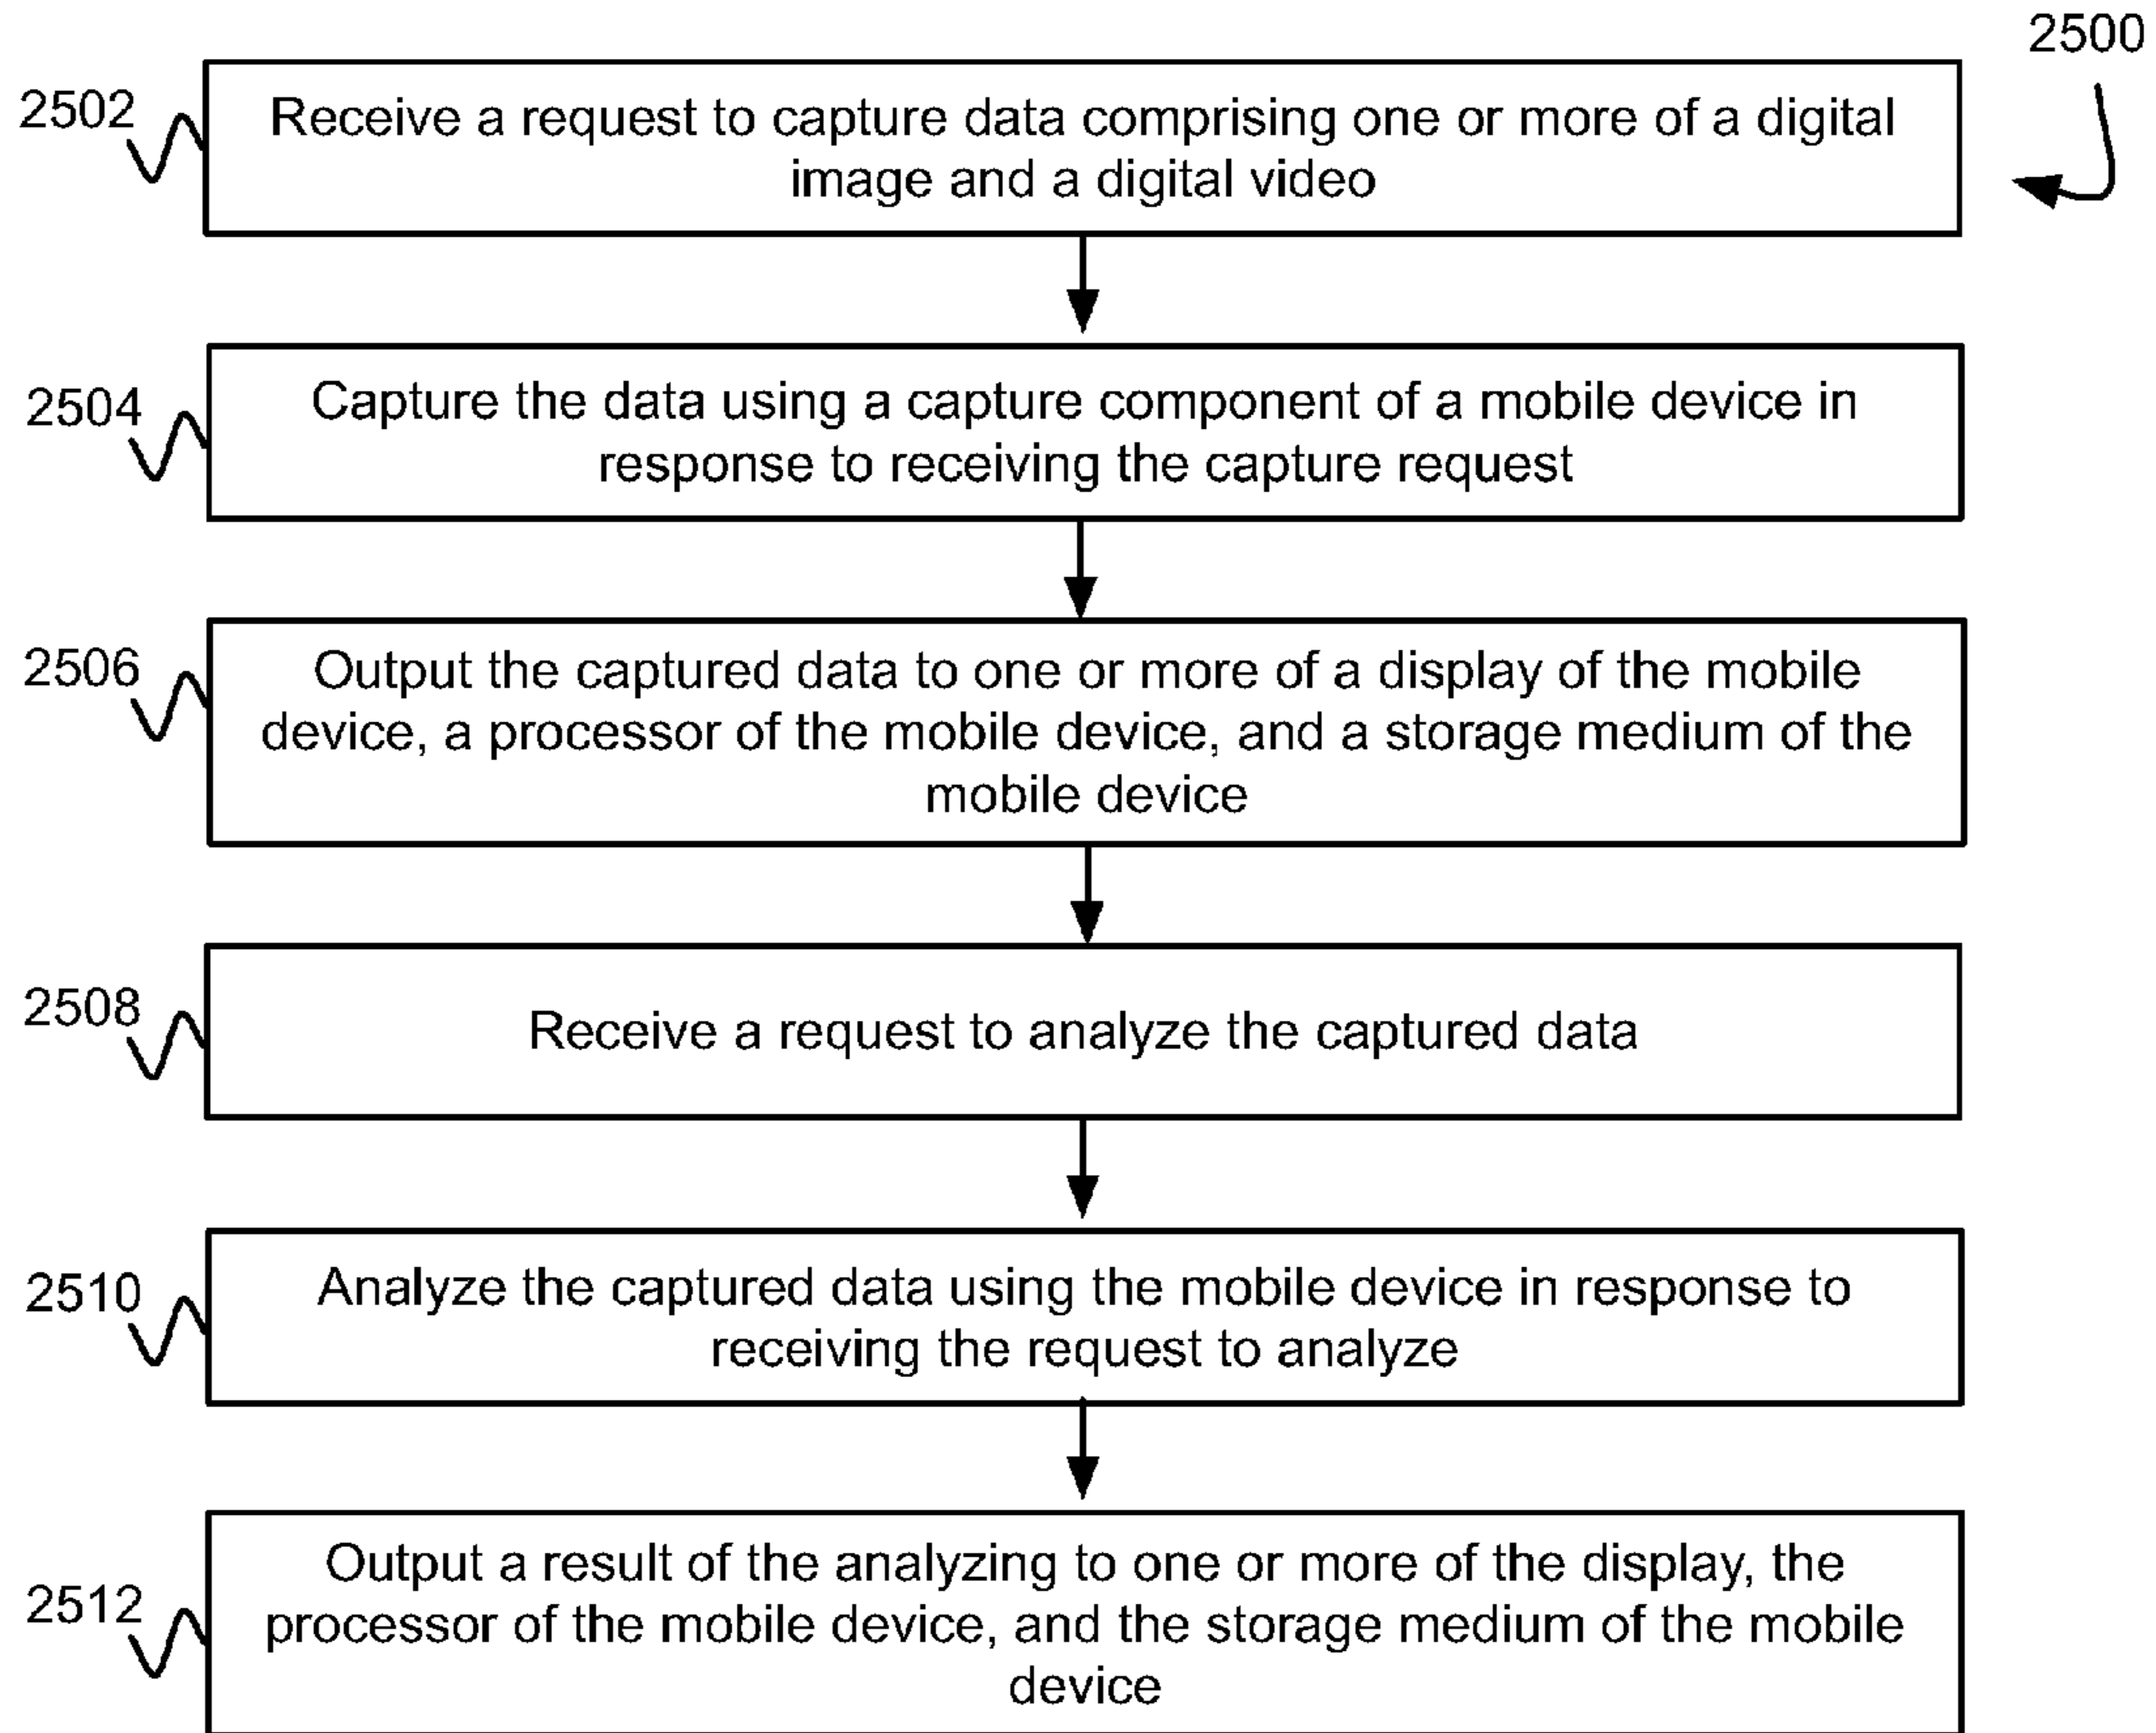 2500
2502
Receive a request to capture data comprising one or more of a digital
image and a digital video
2504
Capture the data using a capture component of a mobile device in
response to receiving the capture request
2506
Output the captured data to one or more of a display of the mobile
device, a processor of the mobile device, and a storage medium of the
mobile device
2508
Receive a request to analyze the captured data
2510
Analyze the captured data using the mobile device in response to
receiving the request to analyze
2512
Output a result of the analyzing to one or more of the display, the
processor of the mobile device, and the storage medium of the mobile
device